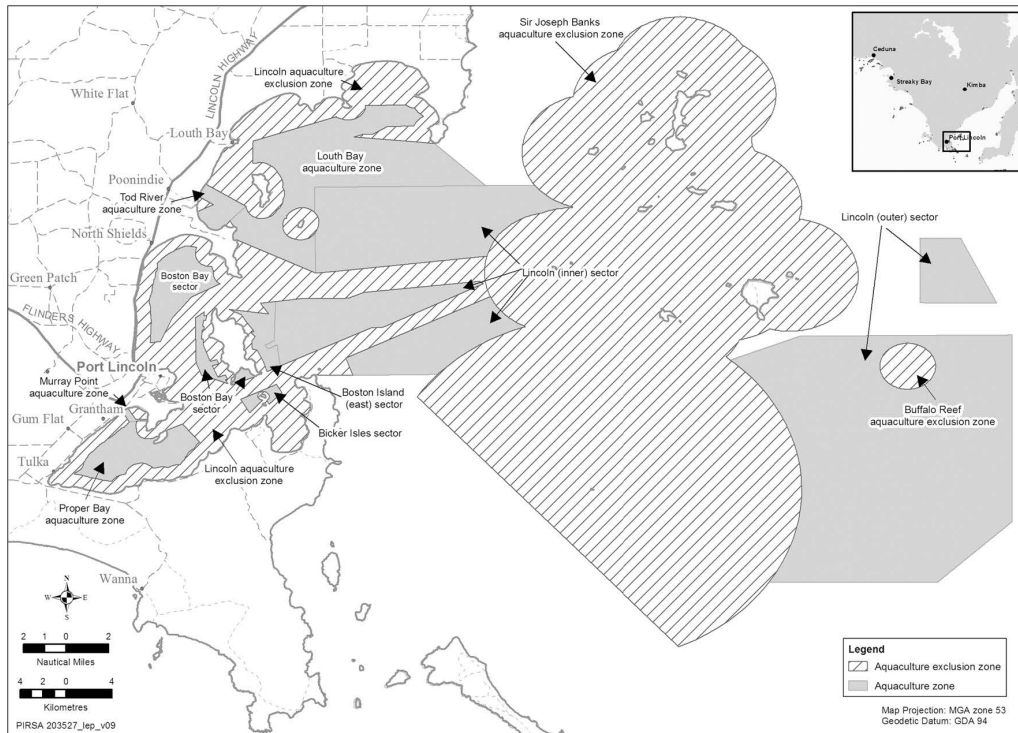 Sir Joseph Banks
aquaculture exclusion zone
Ceduna
Streaky Bay
Kimba
Port Lincoln
LINCOLN HIGHWAY
Lincoln aquaculture
exclusion zone
White Flat
Louth Bay
Louth Bay
aquaculture zone
Poonindie
Tod River
aquaculture zone
North Shields
Lincoln (outer) sector
Boston Bay
sector
Lincoln (inner) sector
Green Patch
FLINDERS HIGHWAY
Port Lincoln
Murray Point
aquaculture zone
Grantham
Gum Flat
Boston Bay
sector
Boston Island
(east) sector
Bicker Isles sector
Buffalo Reef
aquaculture exclusion zone
Tulka
Lincoln aquaculture
exclusion zone
Proper Bay
aquaculture zone
Wanna
N
W E
S
2 1 0 2
Nautical Miles
4 2 0 4
Kilometres
PIRSA 203527_lep_v09
Legend
Aquaculture exclusion zone
Aquaculture zone
Map Projection: MGA zone 53
Geodetic Datum: GDA 94